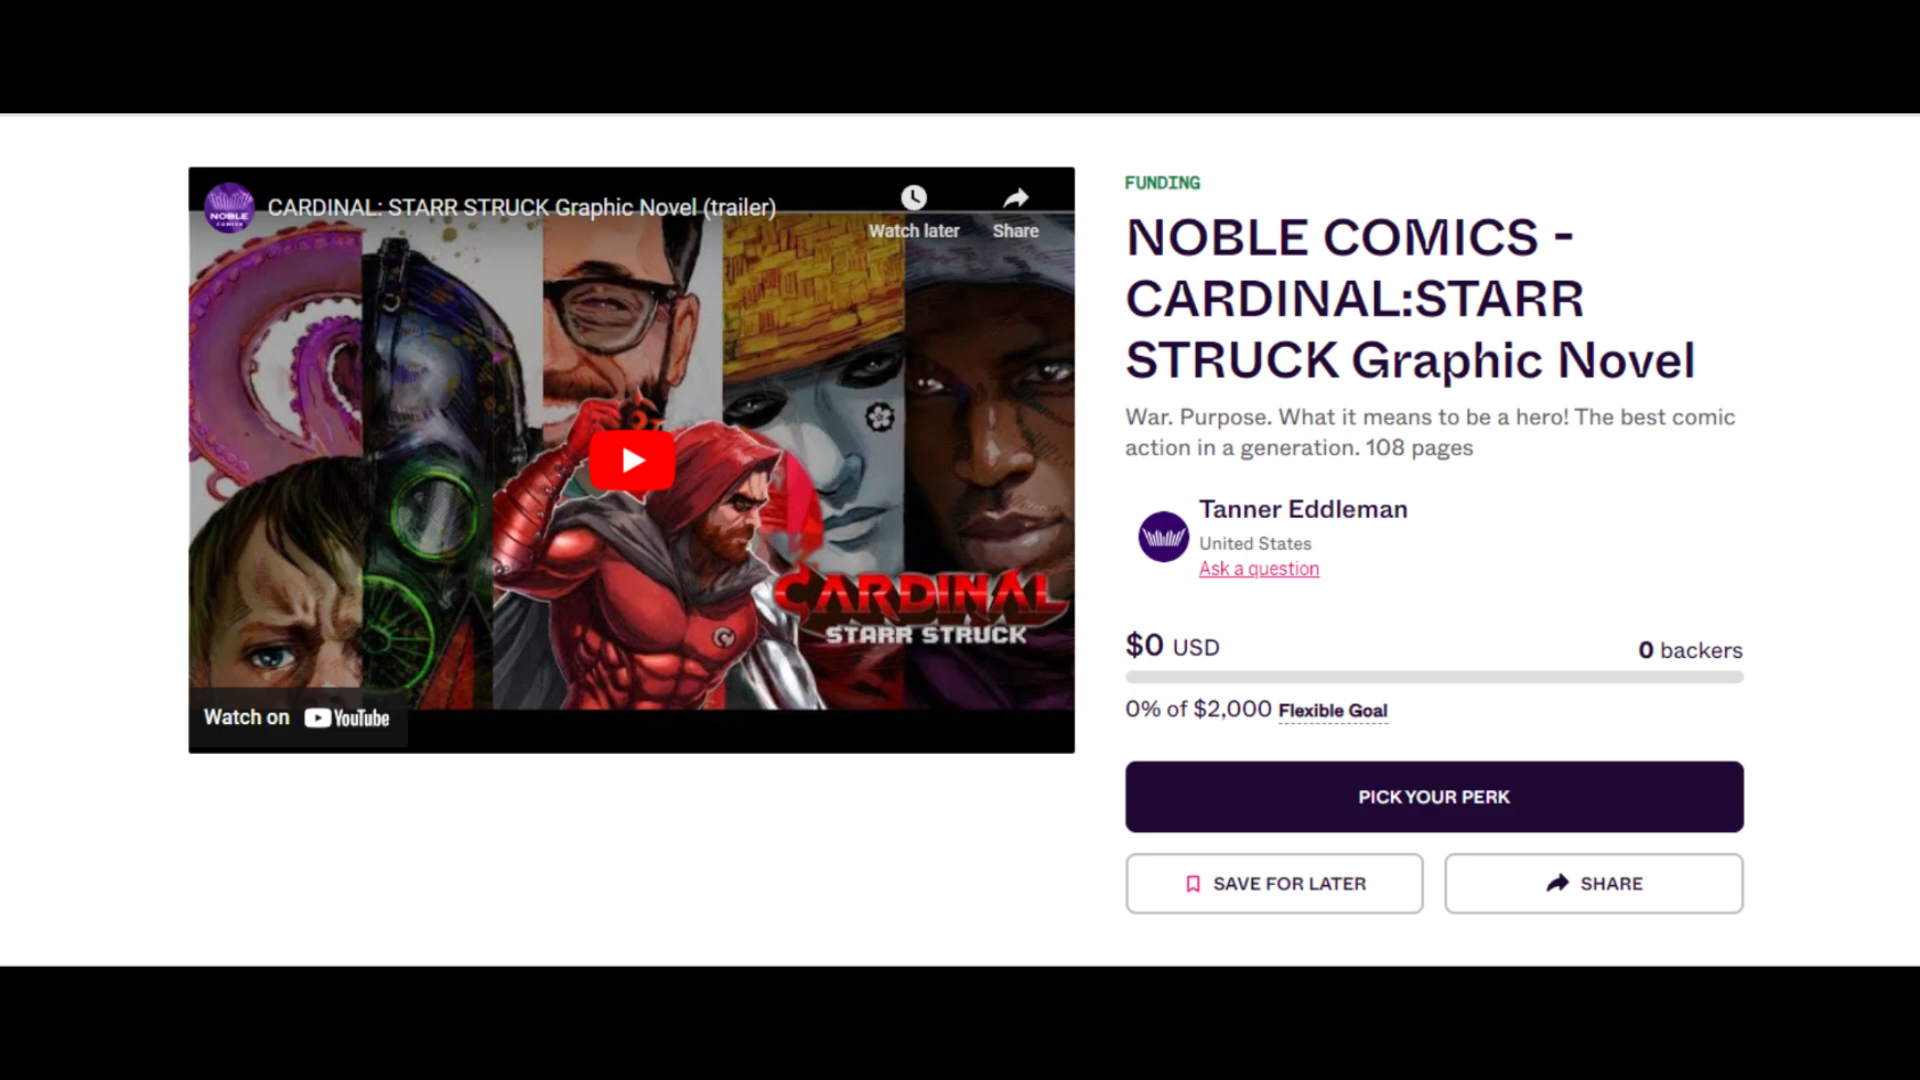 NOBLE
COMICS
CARDINAL: STARR STRUCK Graphic Novel (trailer)
Watch later
Share
CARDINAL
STARR STRUCK
Watch on YouTube
FUNDING
NOBLE COMICS -
CARDINAL:STARR
STRUCK Graphic Novel
War. Purpose. What it means to be a hero! The best comic
action in a generation. 108 pages
Tanner Eddleman
United States
Ask a question
$0 USD
0 backers
0% of $2,000 Flexible Goal
PICK YOUR PERK
SAVE FOR LATER
SHARE